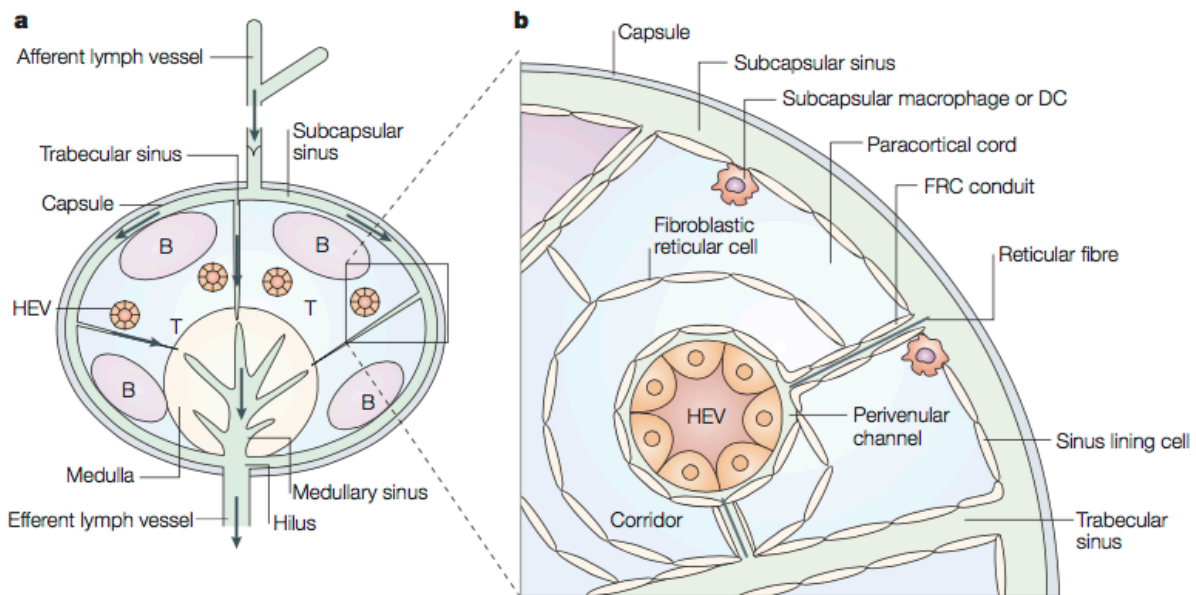 a
Afferent lymph vessel
Trabecular sinus
Subcapsular
sinus
Capsule
B
B
HEV
T
T
B
B
Medulla
Medullary sinus
Efferent lymph vessel
Hilus
b
Capsule
Subcapsular sinus
Subcapsular macrophage or DC
Paracortical cord
FRC conduit
Fibroblastic
reticular cell
Reticular fibre
HEV
Perivenular
channel
Sinus lining cell
Corridor
Trabecular
sinus